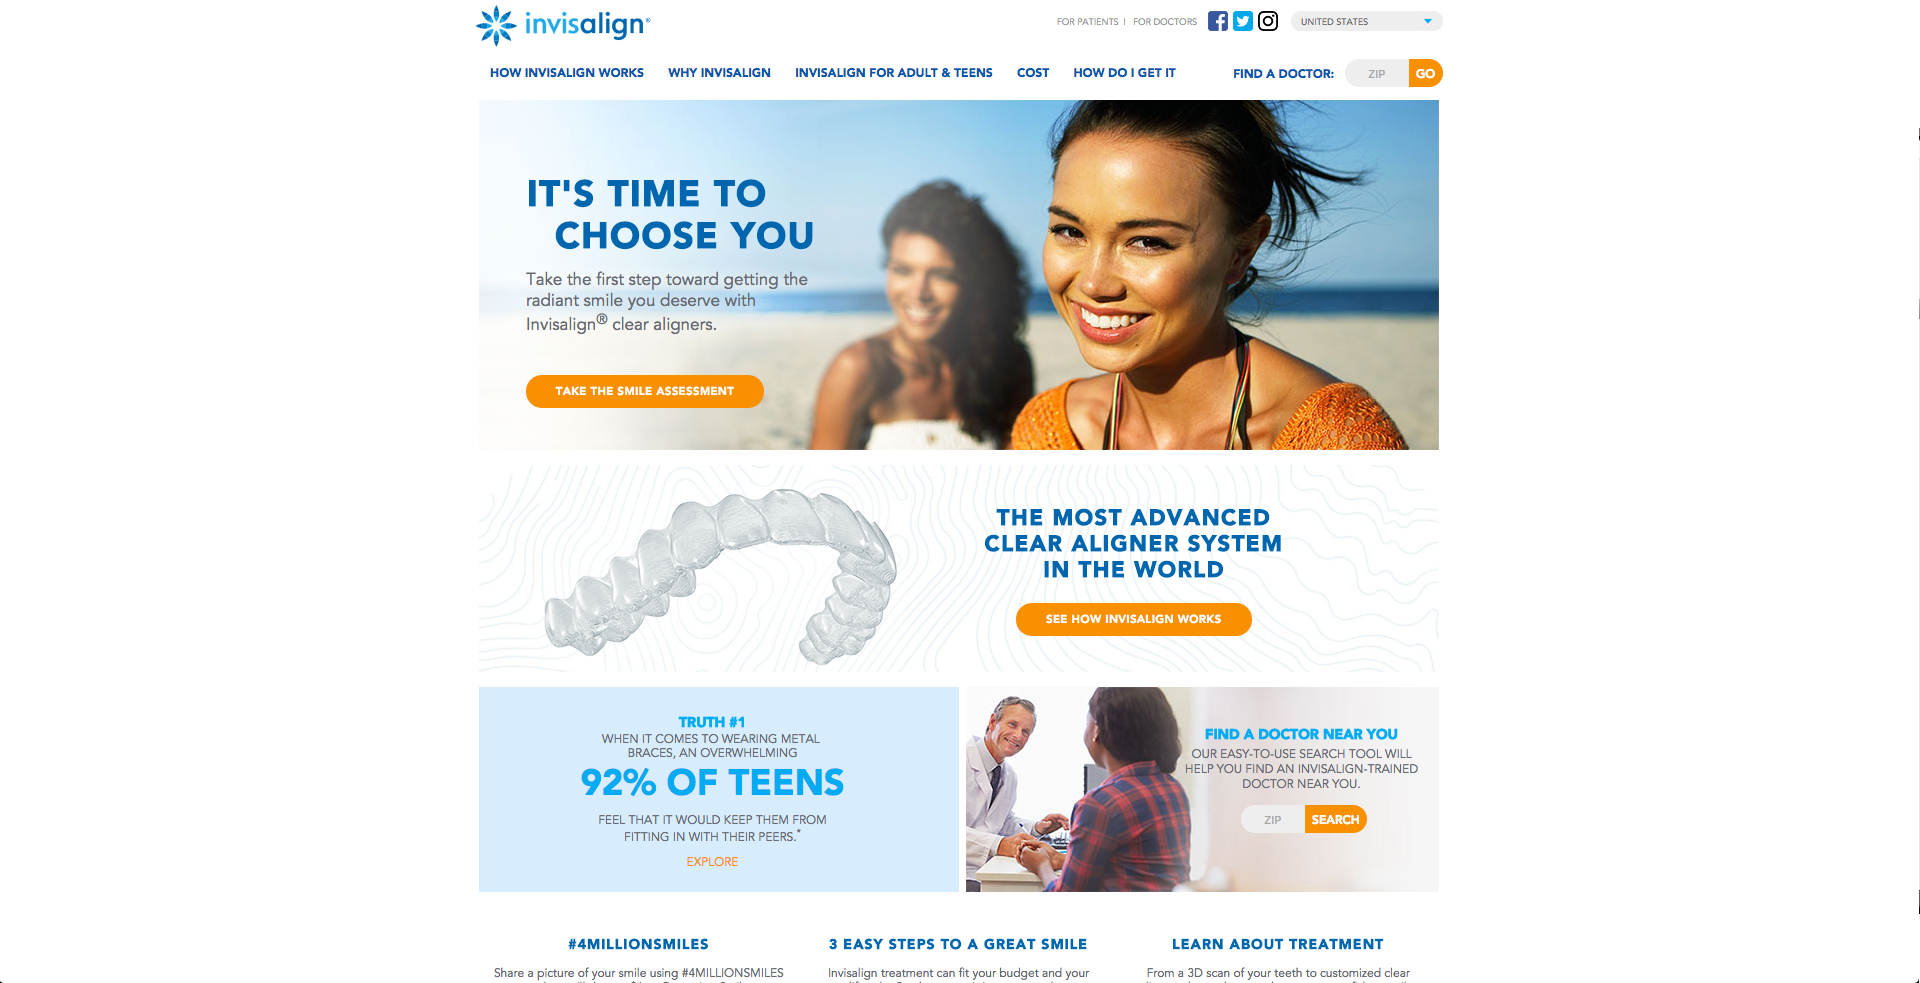 invisalign®
FOR PATIENTS | FOR DOCTORS
UNITED STATES
HOW INVISALIGN WORKS
WHY INVISALIGN
INVISALIGN FOR ADULT & TEENS
COST
HOW DO I GET IT
FIND A DOCTOR:
ZIP
GO
IT'S TIME TO
CHOOSE YOU
Take the first step toward getting the
radiant smile you deserve with
Invisalign® clear aligners.
TAKE THE SMILE ASSESSMENT
THE MOST ADVANCED
CLEAR ALIGNER SYSTEM
IN THE WORLD
SEE HOW INVISALIGN WORKS
TRUTH #1
WHEN IT COMES TO WEARING METAL
BRACES, AN OVERWHELMING
92% OF TEENS
FEEL THAT IT WOULD KEEP THEM FROM
FITTING IN WITH THEIR PEERS.*
EXPLORE
FIND A DOCTOR NEAR YOU
OUR EASY-TO-USE SEARCH TOOL WILL
HELP YOU FIND AN INVISALIGN-TRAINED
DOCTOR NEAR YOU.
ZIP
SEARCH
#4MILLIONSMILES
Share a picture of your smile using #4MILLIONSMILES
3 EASY STEPS TO A GREAT SMILE
Invisalign treatment can fit your budget and your
LEARN ABOUT TREATMENT
From a 3D scan of your teeth to customized clear